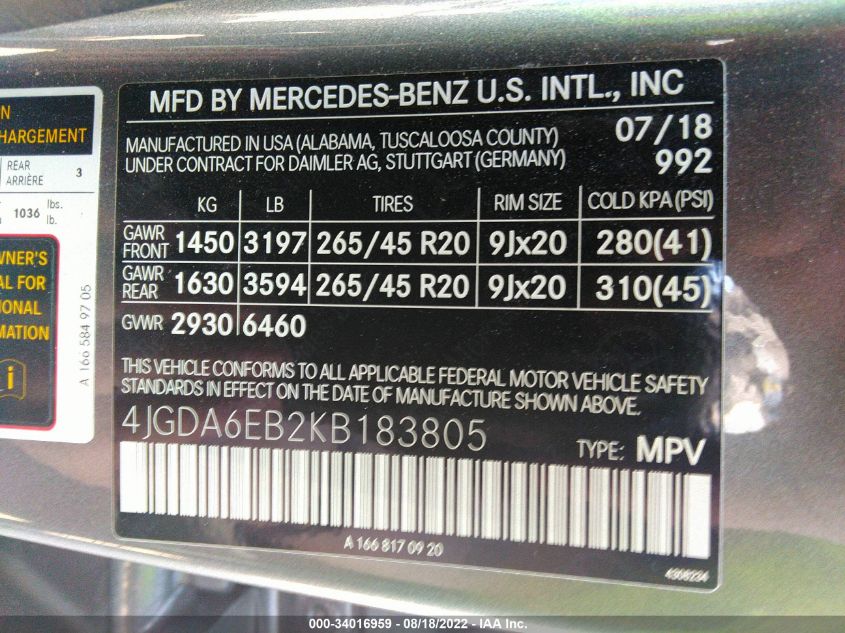 N
HARGEMENT
REAR 3
ARRIÈRE
1036 lbs.
lb.
WNER'S
AL FOR
IONAL
MATION
i
A 166 584 97 05
MFD BY MERCEDES-BENZ U.S. INTL., INC
MANUFACTURED IN USA (ALABAMA, TUSCALOOSA COUNTY) 07/18
UNDER CONTRACT FOR DAIMLER AG, STUTTGART (GERMANY) 992
KG LB TIRES RIM SIZE COLD KPA (PSI)
GAWR FRONT 1450 3197 265/45 R20 9Jx20 280(41)
GAWR REAR 1630 3594 265/45 R20 9Jx20 310(45)
GVWR 2930 6460
THIS VEHICLE CONFORMS TO ALL APPLICABLE FEDERAL MOTOR VEHICLE SAFETY
STANDARDS IN EFFECT ON THE DATE OF MANUFACTURE SHOWN ABOVE.
4JGDA6EB2KB183805
TYPE: MPV
A 166 817 09 20
4308234
000-34016959 - 08/18/2022 - IAA Inc.